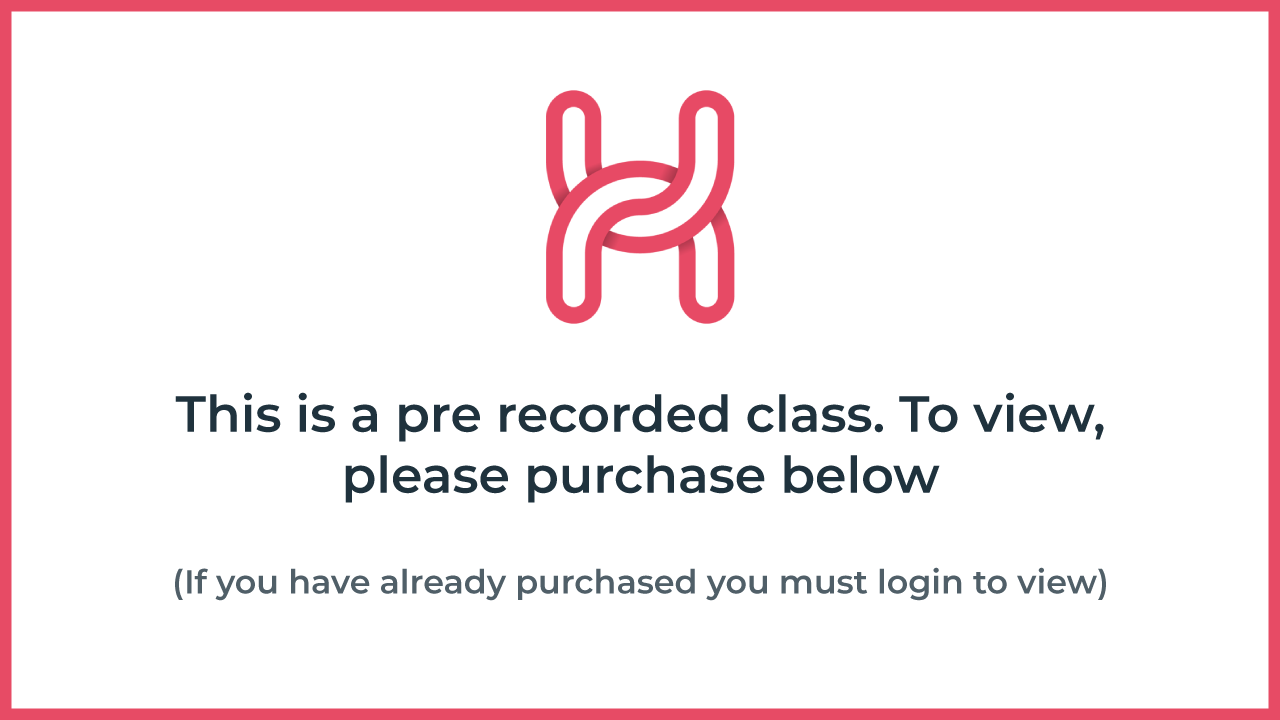 This is a pre recorded class. To view,
please purchase below
(If you have already purchased you must login to view)